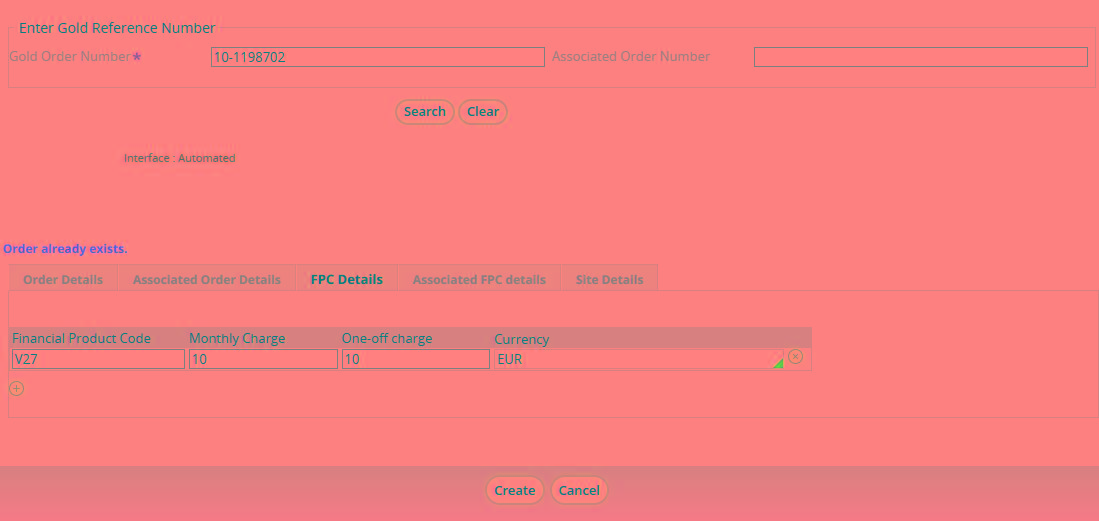 Enter Gold Reference Number
Gold Order Number* 10-1198702 Associated Order Number
Search Clear
Interface : Automated
Order already exists.
Order Details Associated Order Details FPC Details Associated FPC details Site Details
Financial Product Code Monthly Charge One-off charge Currency
V27 10 10 EUR
Create Cancel